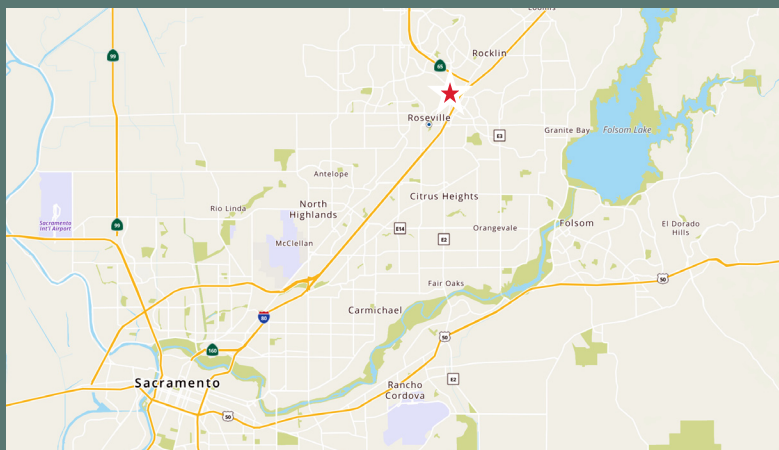 Loomis
99
Rocklin
65
Roseville
E3
Granite Bay
Folsom Lake
Antelope
Citrus Heights
Rio Linda
North
Highlands
Sacramento
Int'l Airport
99
E14
Orangevale
Folsom
El Dorado
Hills
E2
McClellan
50
Fair Oaks
Carmichael
80
50
160
Sacramento
Rancho
Cordova
E2
50